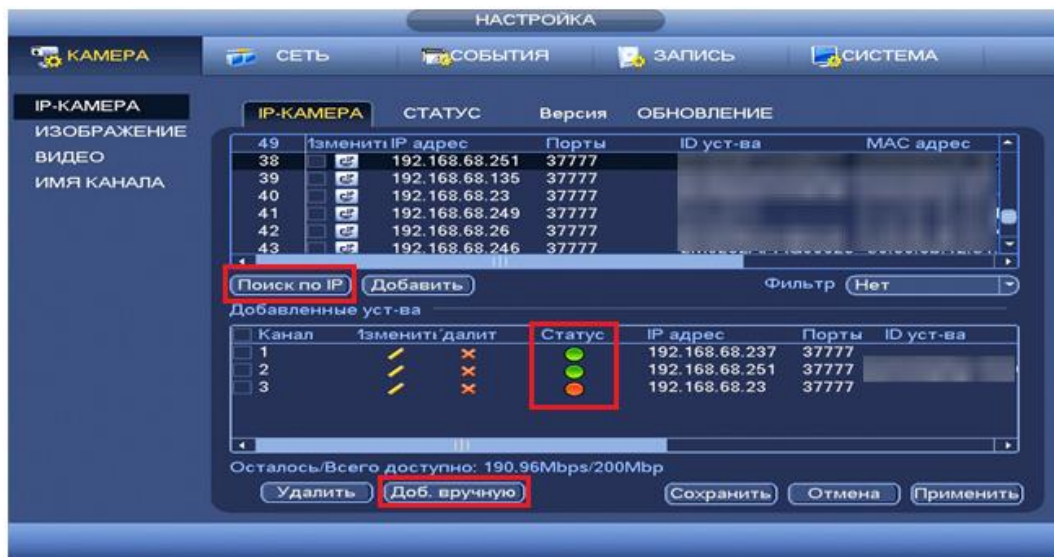 НАСТРОЙКА
КАМЕРА СЕТЬ СОБЫТИЯ ЗАПИСЬ СИСТЕМА
IP-КАМЕРА
ИЗОБРАЖЕНИЕ
ВИДЕО
ИМЯ КАНАЛА
IP-КАМЕРА СТАТУС Версия ОБНОВЛЕНИЕ
49 Изменить IP адрес Порты ID уст-ва MAC адрес
38 192.168.68.251 37777
39 192.168.68.135 37777
40 192.168.68.23 37777
41 192.168.68.249 37777
42 192.168.68.26 37777
43 192.168.68.246 37777
Поиск по IP Добавить Фильтр Нет
Добавленные уст-ва
Канал Изменить далит Статус IP адрес Порты ID уст-ва
1 192.168.68.237 37777
2 192.168.68.251 37777
3 192.168.68.23 37777
Осталось/Всего доступно: 190.96Mbps/200Mbp
Удалить Доб. вручную Сохранить Отмена Применить